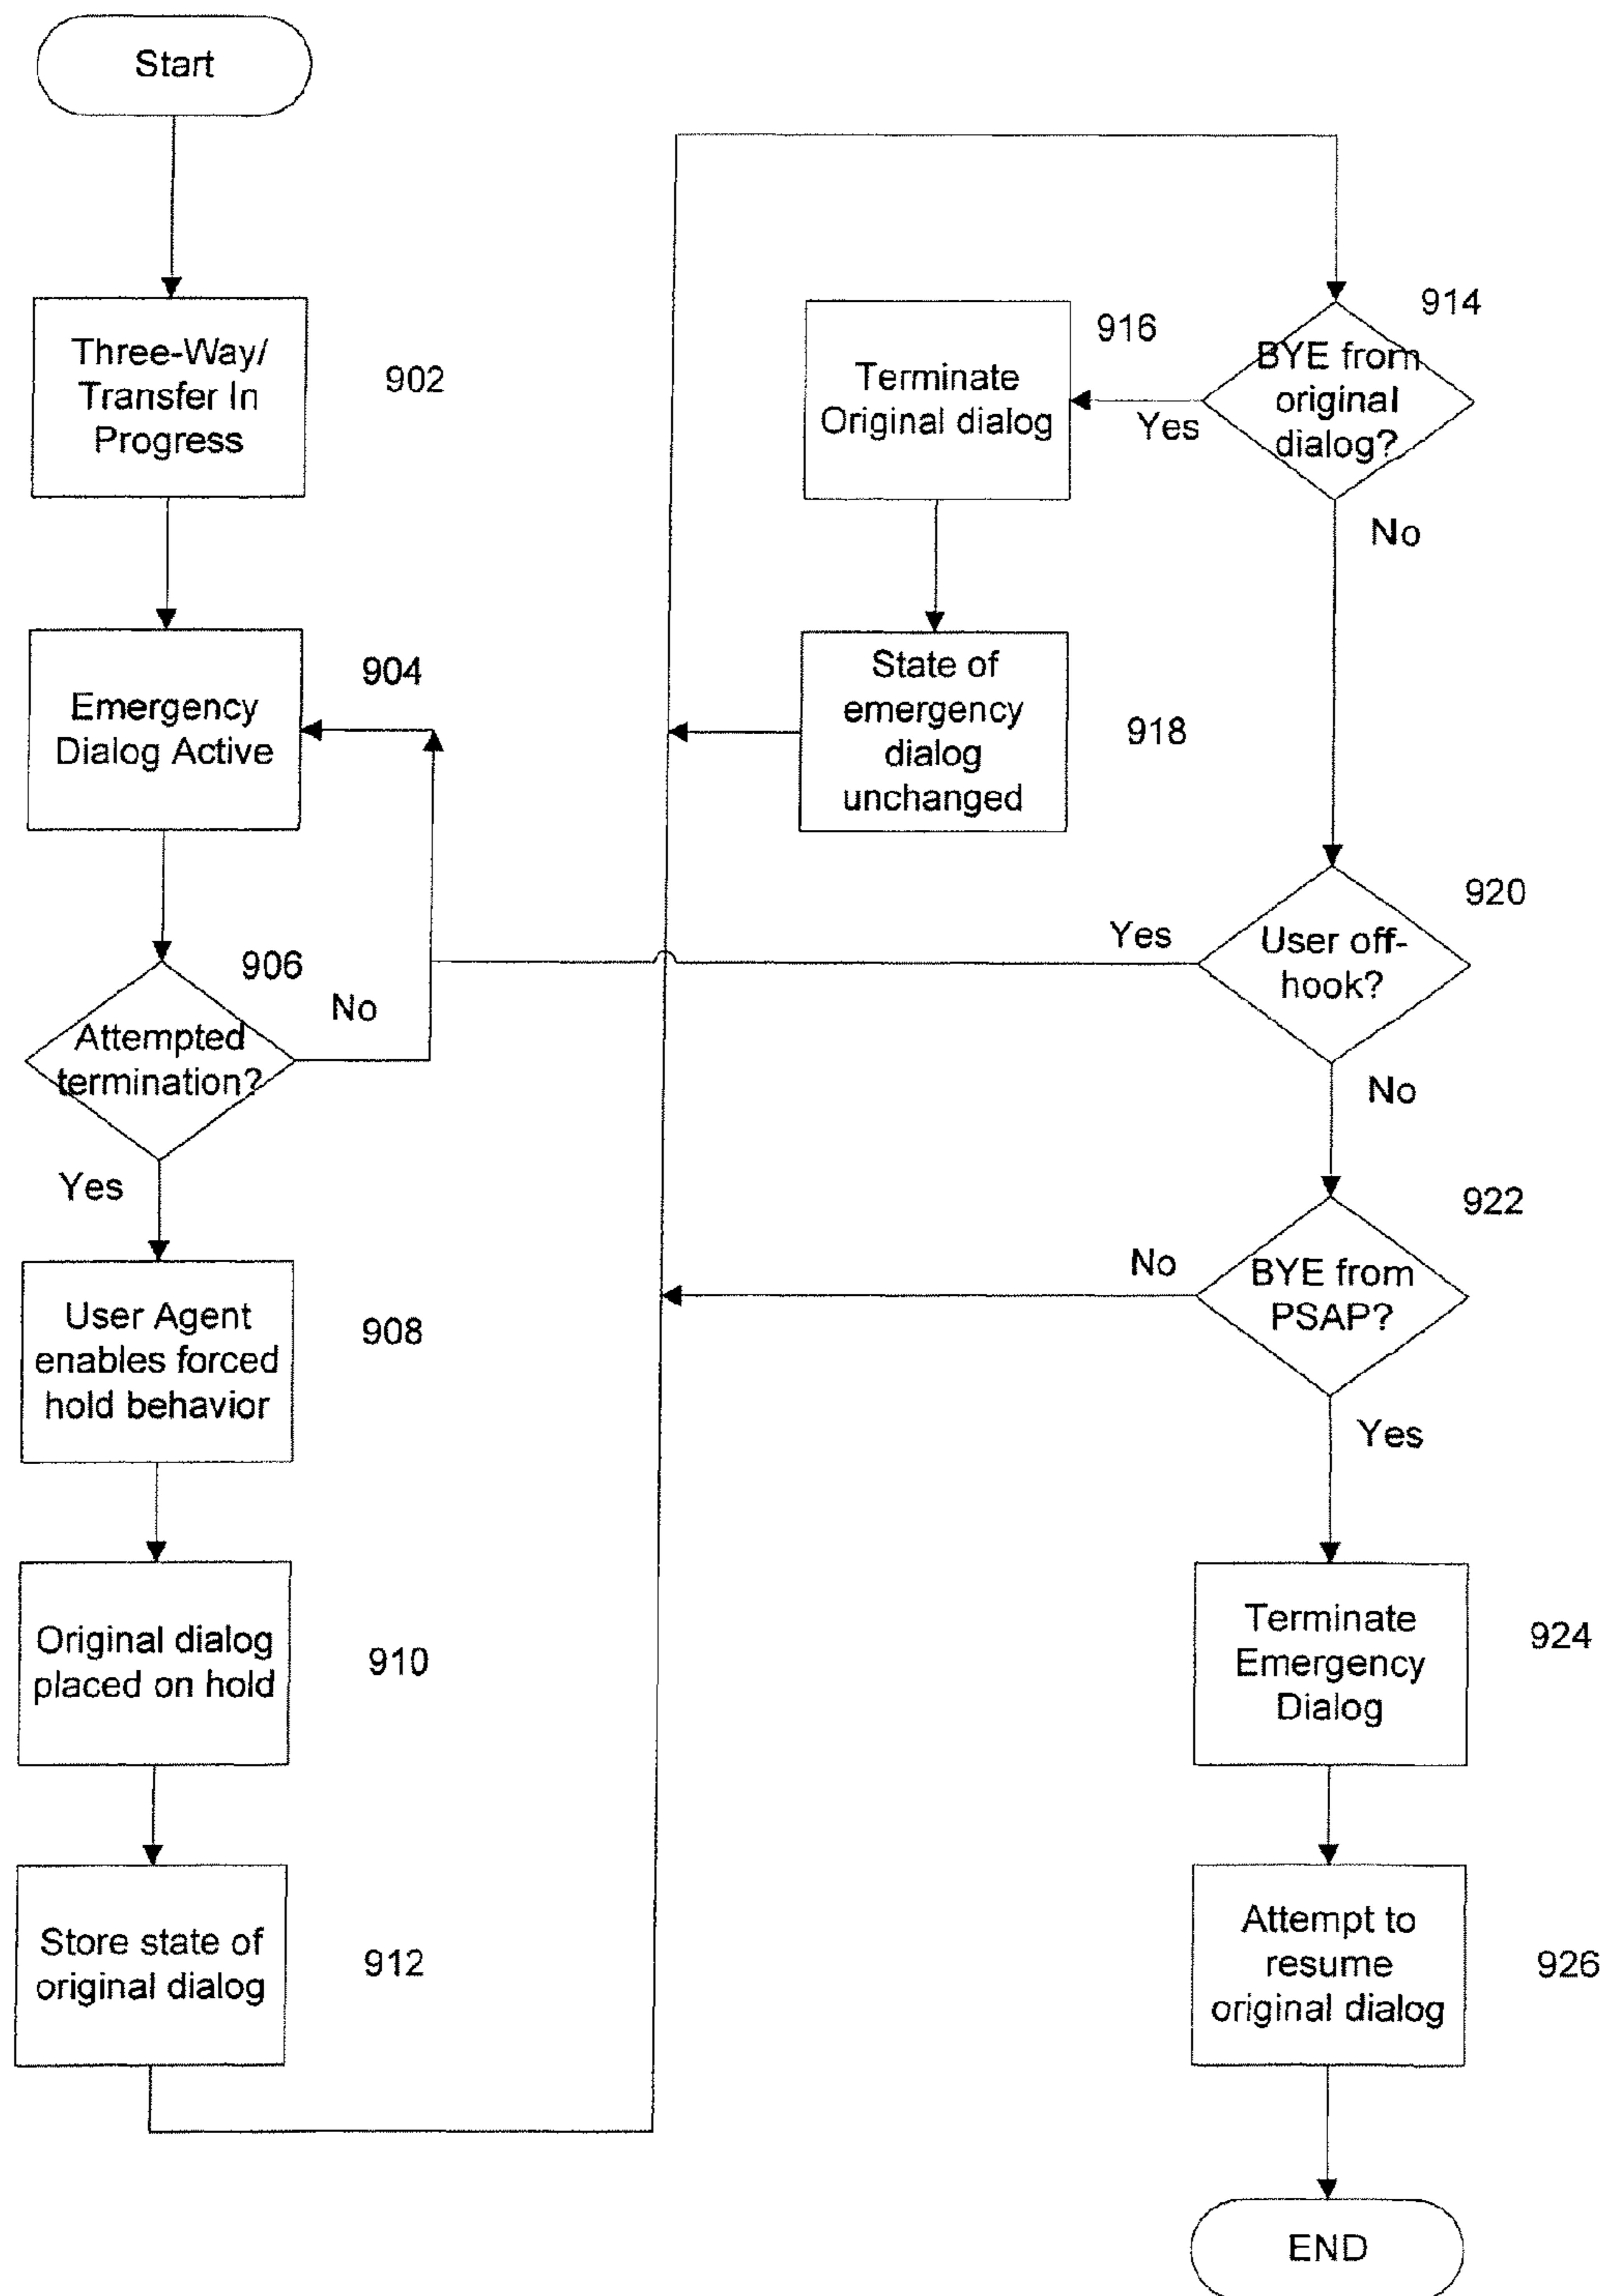 Start
Three-Way/
Transfer In
Progress
902
Emergency
Dialog Active
904
Attempted
termination?
906
No
Yes
User Agent
enables forced
hold behavior
908
Original dialog
placed on hold
910
Store state of
original dialog
912
BYE from
original
dialog?
914
Yes
No
Terminate
Original dialog
916
State of
emergency
dialog
unchanged
918
User off-
hook?
920
Yes
No
BYE from
PSAP?
922
No
Yes
Terminate
Emergency
Dialog
924
Attempt to
resume
original dialog
926
END